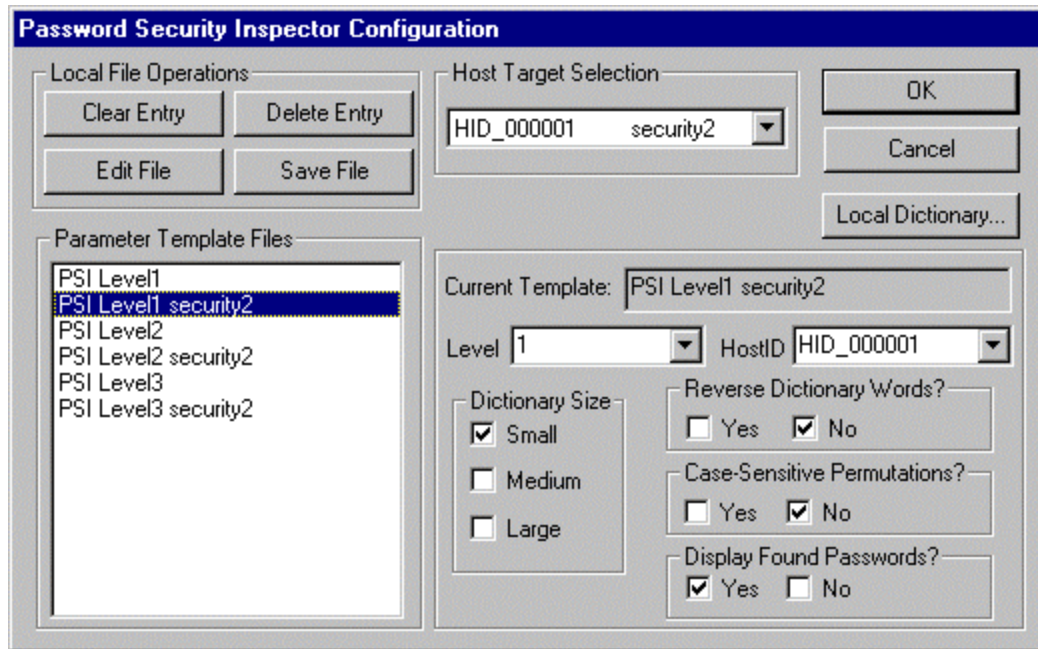 Password Security Inspector Configuration
Local File Operations
Clear Entry
Delete Entry
Edit File
Save File
Host Target Selection
HID_000001 security2
OK
Cancel
Local Dictionary...
Parameter Template Files
PSI Level1
PSI Level1 security2
PSI Level2
PSI Level2 security2
PSI Level3
PSI Level3 security2
Current Template: PSI Level1 security2
Level 1 HostID HID_000001
Dictionary Size
Small
Medium
Large
Reverse Dictionary Words?
Yes No
Case-Sensitive Permutations?
Yes No
Display Found Passwords?
Yes No